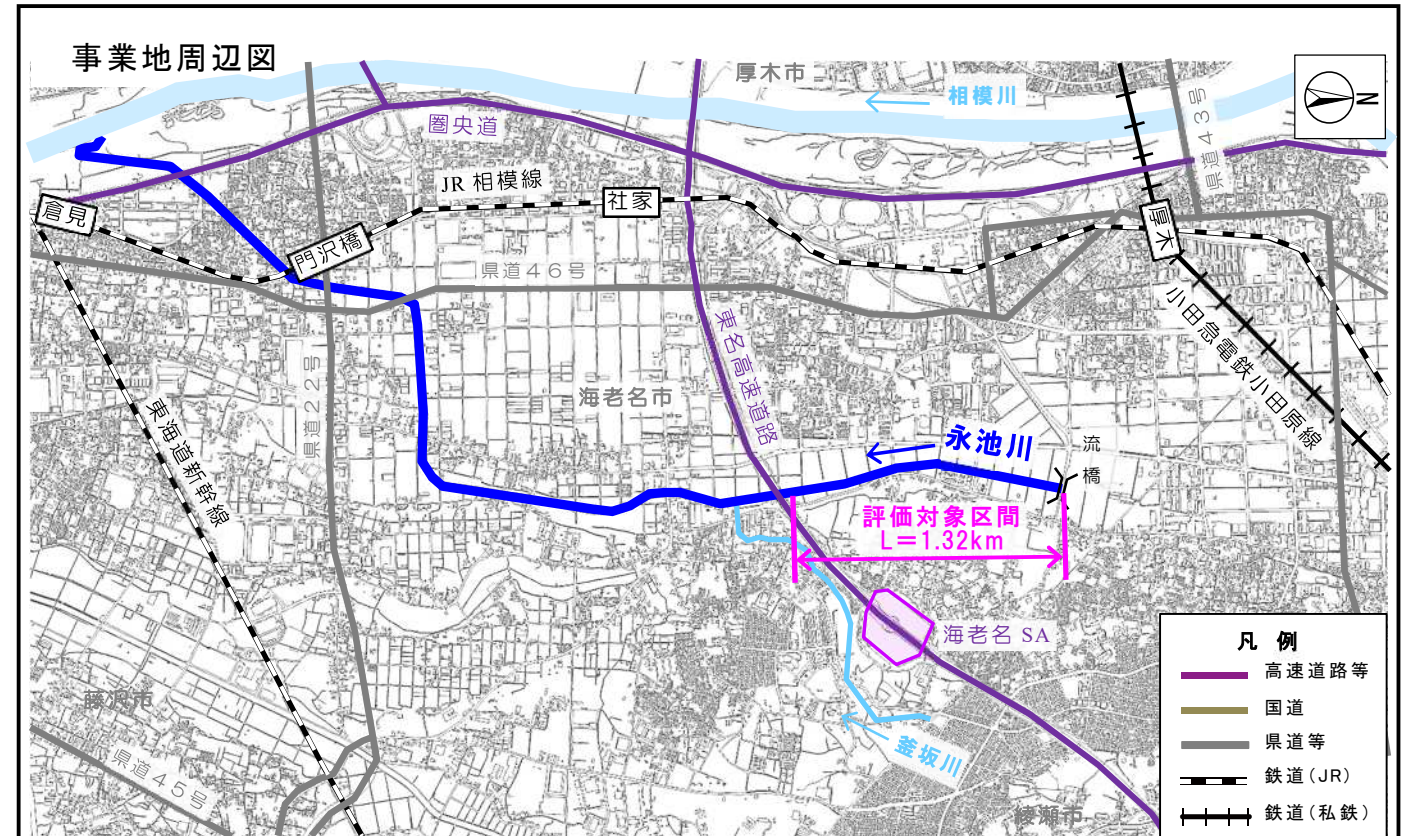 事業地周辺図
厚木市
相模川
県道43号
N
圏央道
JR 相模線
社家
倉見
門沢橋
厚木
県道46号
小田急電鉄小田原線
東名高速道路
海老名市
県道22号
東海道新幹線
永池川
流橋
評価対象区間
L=1.32km
海老名 SA
藤沢市
県道45号
釜坂川
綾瀬市
凡 例
高速道路等
国道
県道等
鉄道(JR)
鉄道(私鉄)